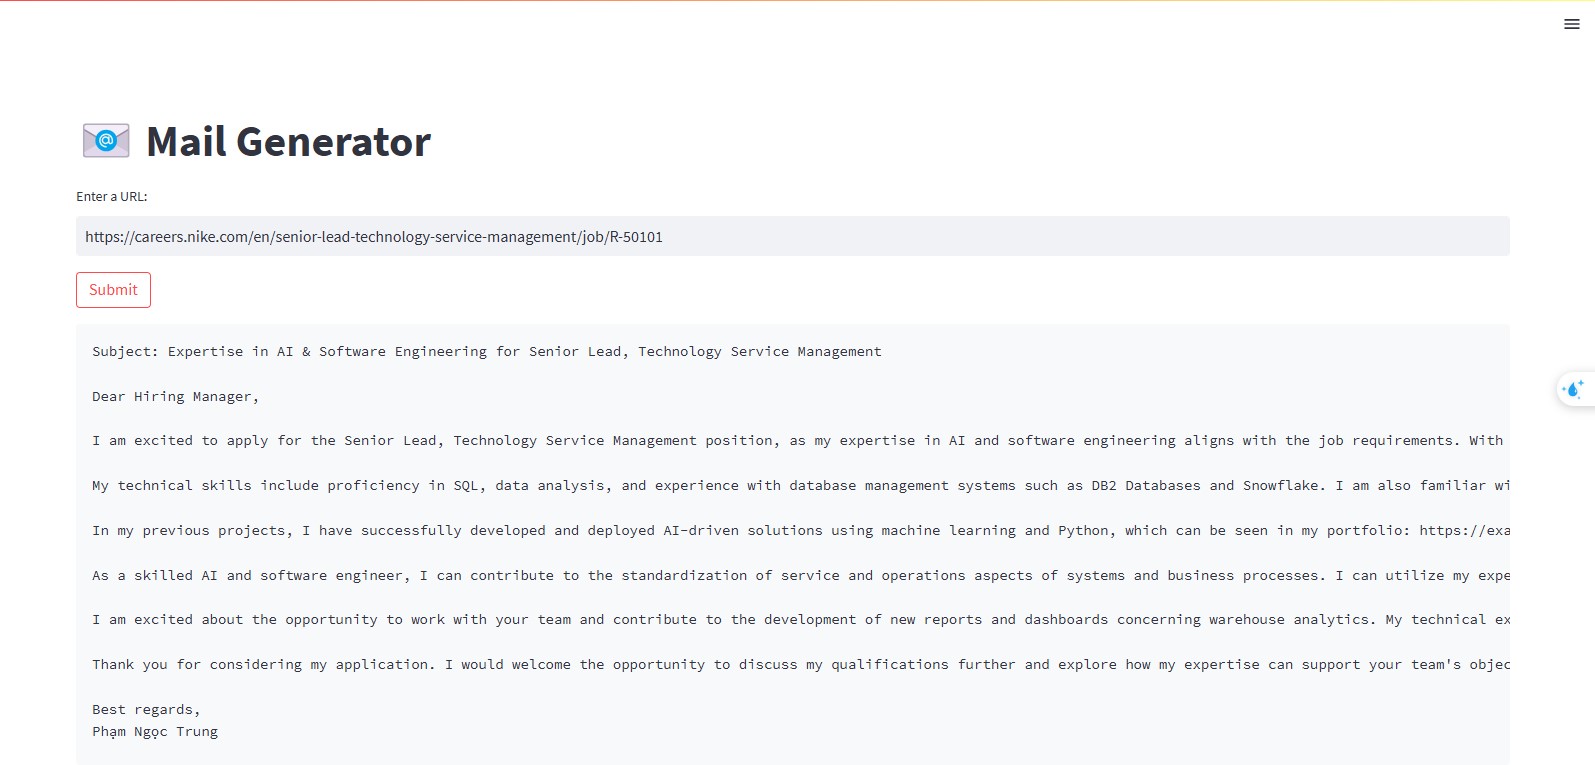 Mail Generator
Enter a URL:
https://careers.nike.com/en/senior-lead-technology-service-management/job/R-50101
Submit
Subject: Expertise in AI & Software Engineering for Senior Lead, Technology Service Management
Dear Hiring Manager,
I am excited to apply for the Senior Lead, Technology Service Management position, as my expertise in AI and software engineering aligns with the job requirements. With
My technical skills include proficiency in SQL, data analysis, and experience with database management systems such as DB2 Databases and Snowflake. I am also familiar wi
In my previous projects, I have successfully developed and deployed AI-driven solutions using machine learning and Python, which can be seen in my portfolio: https://exa
As a skilled AI and software engineer, I can contribute to the standardization of service and operations aspects of systems and business processes. I can utilize my expe
I am excited about the opportunity to work with your team and contribute to the development of new reports and dashboards concerning warehouse analytics. My technical ex
Thank you for considering my application. I would welcome the opportunity to discuss my qualifications further and explore how my expertise can support your team's objec
Best regards,
Phạm Ngọc Trung